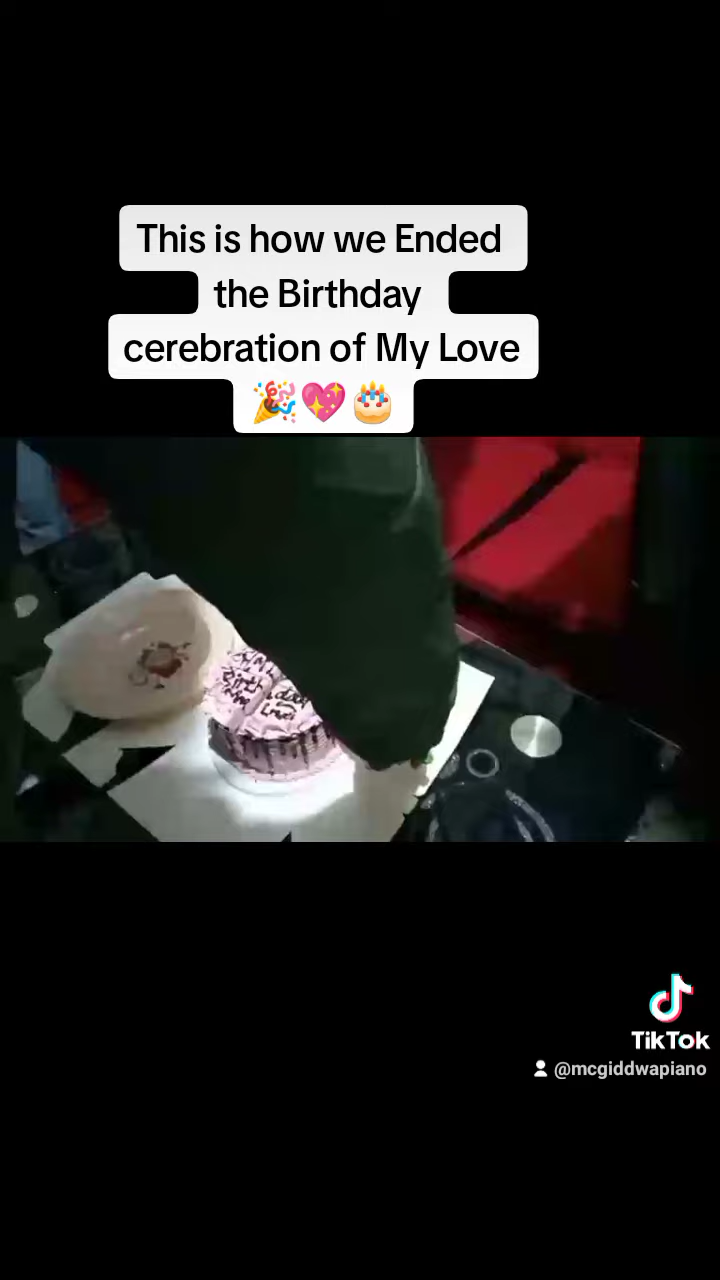 This is how we Ended
the Birthday
cerebration of My Love
🎉💖🎂
TikTok
@mcgiddwapiano